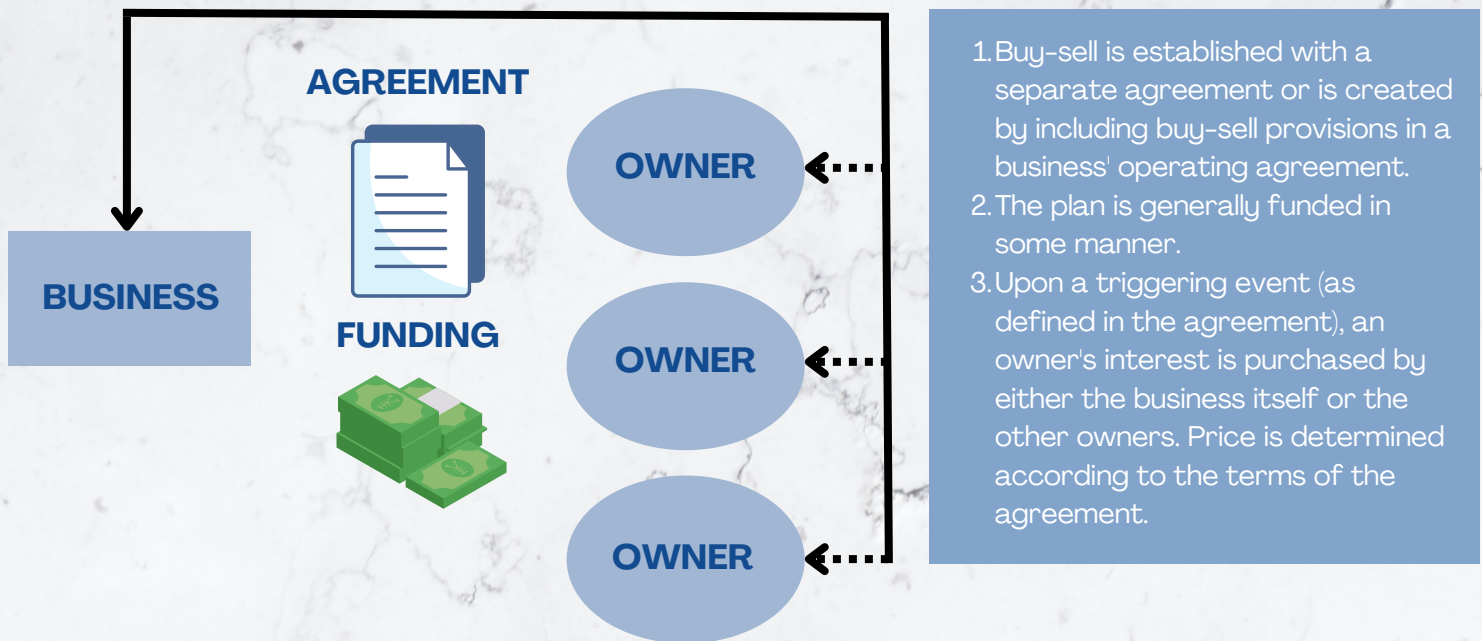 AGREEMENT
BUSINESS
FUNDING
OWNER
OWNER
OWNER
1. Buy-sell is established with a
separate agreement or is created
by including buy-sell provisions in a
business' operating agreement.
2. The plan is generally funded in
some manner.
3. Upon a triggering event (as
defined in the agreement), an
owner's interest is purchased by
either the business itself or the
other owners. Price is determined
according to the terms of the
agreement.